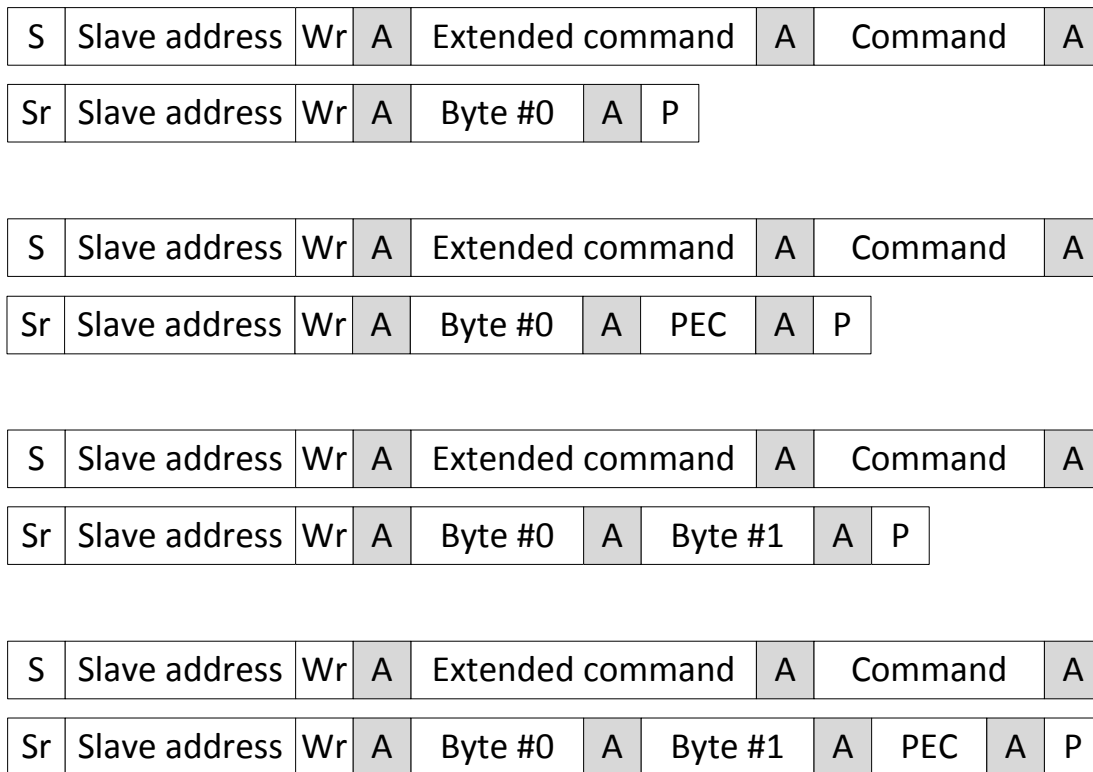 S Slave address Wr A Extended command A Command A
Sr Slave address Wr A Byte #0 A P
S Slave address Wr A Extended command A Command A
Sr Slave address Wr A Byte #0 A PEC A P
S Slave address Wr A Extended command A Command A
Sr Slave address Wr A Byte #0 A Byte #1 A P
S Slave address Wr A Extended command A Command A
Sr Slave address Wr A Byte #0 A Byte #1 A PEC A P